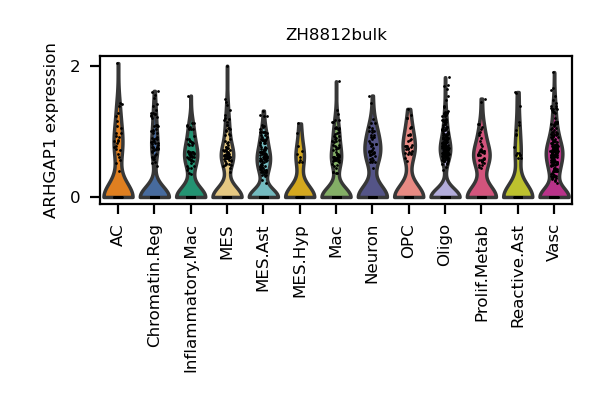 ZH8812bulk
ARHGAP1 expression
2
0
AC
Chromatin.Reg
Inflammatory.Mac
MES
MES.Ast
MES.Hyp
Mac
Neuron
OPC
Oligo
Prolif.Metab
Reactive.Ast
Vasc